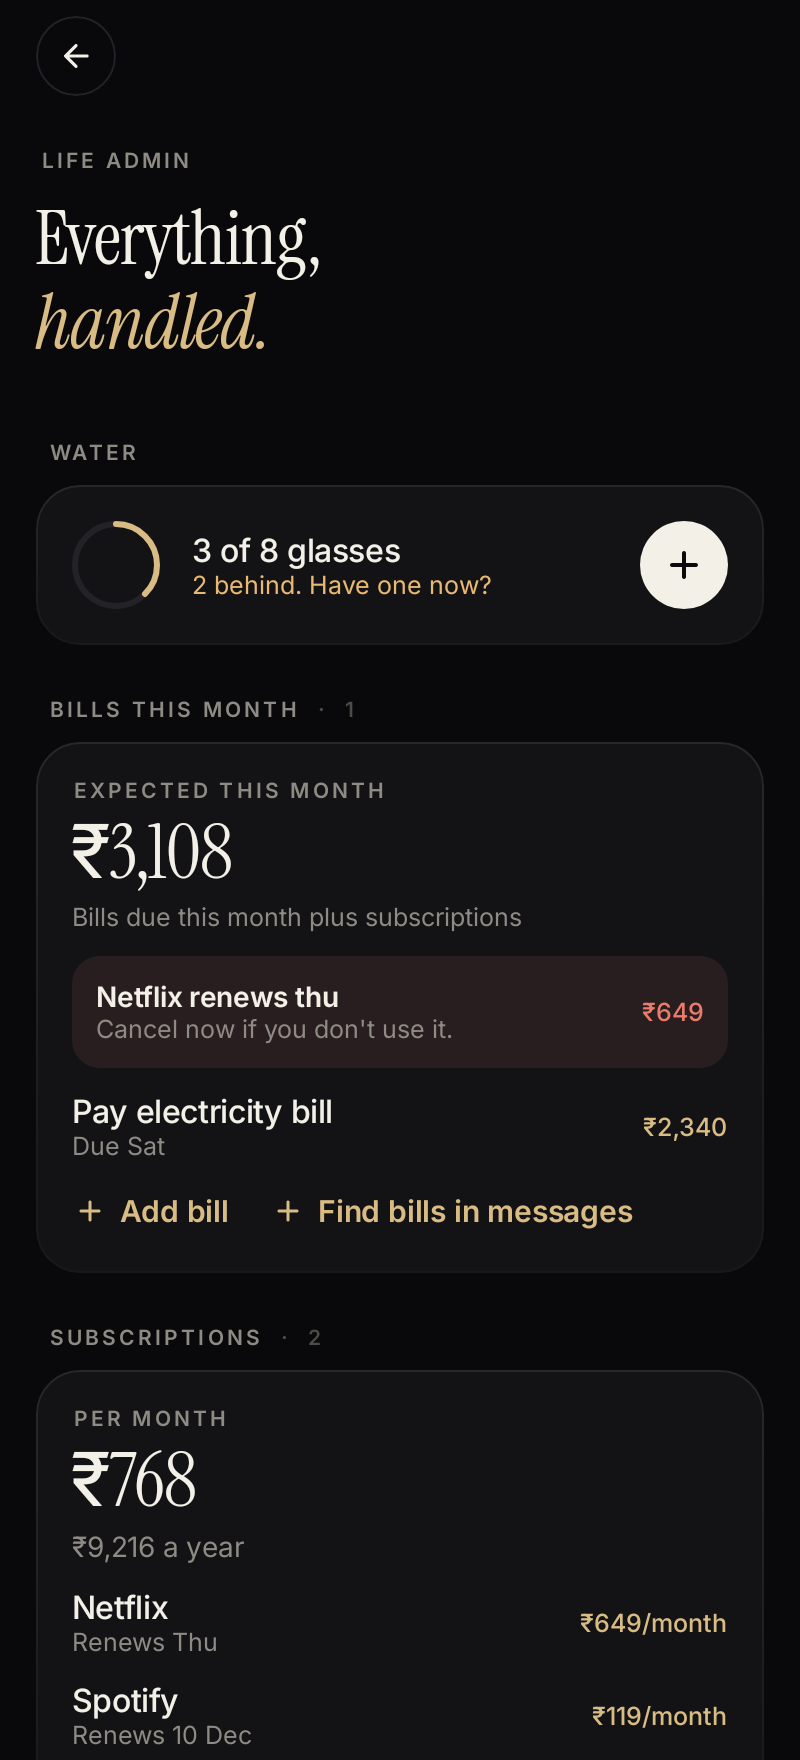 LIFE ADMIN
Everything,
handled.
WATER
3 of 8 glasses
2 behind. Have one now?
BILLS THIS MONTH · 1
EXPECTED THIS MONTH
₹3,108
Bills due this month plus subscriptions
Netflix renews thu
₹649
Cancel now if you don't use it.
Pay electricity bill
₹2,340
Due Sat
+ Add bill + Find bills in messages
SUBSCRIPTIONS · 2
PER MONTH
₹768
₹9,216 a year
Netflix
₹649/month
Renews Thu
Spotify
₹119/month
Renews 10 Dec